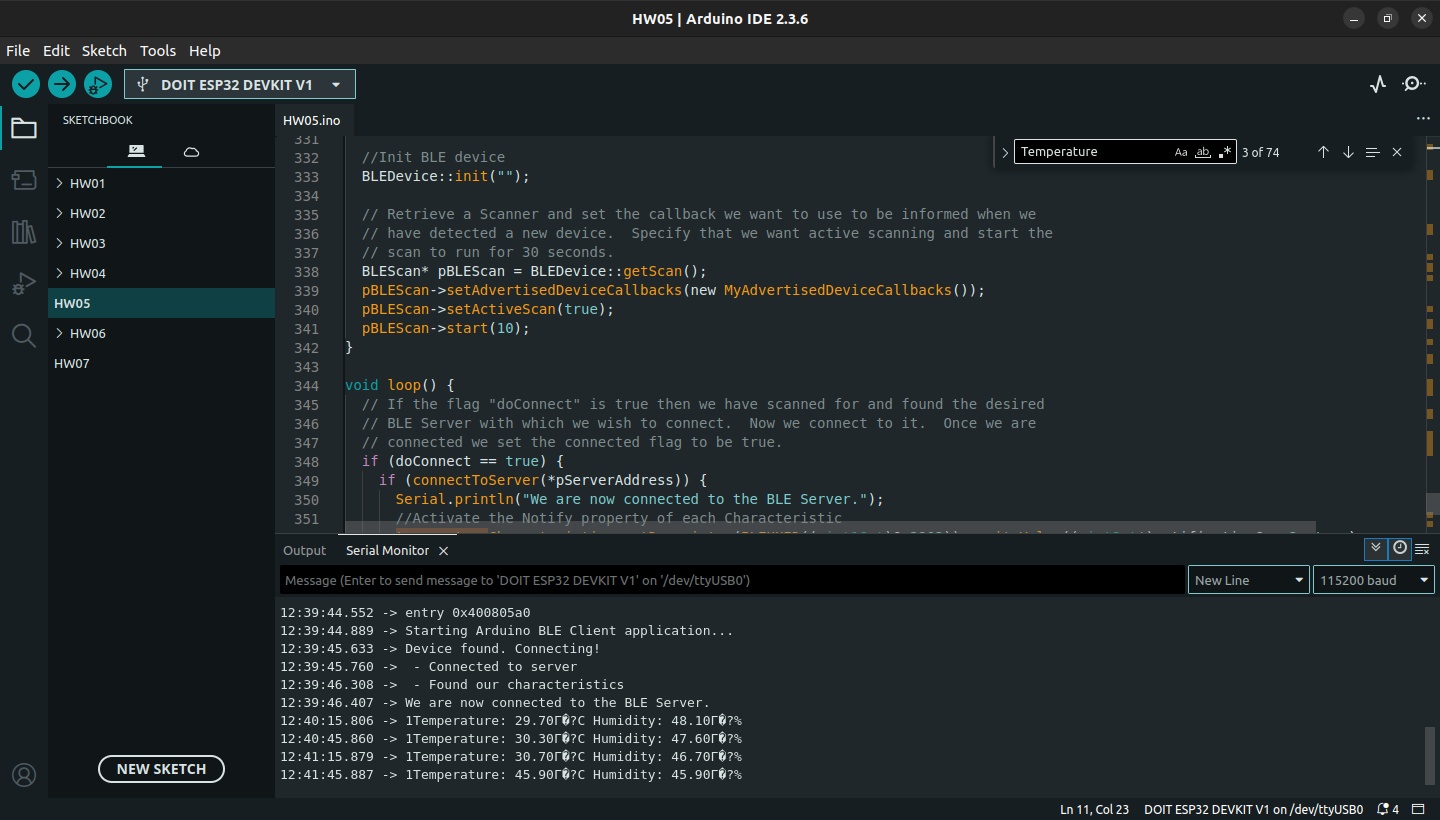 HW05 | Arduino IDE 2.3.6
File Edit Sketch Tools Help
DOIT ESP32 DEVKIT V1
SKETCHBOOK
HW01
HW02
HW03
HW04
HW05
HW06
HW07
NEW SKETCH
HW05.ino
Temperature Aa ab .* 3 of 74
331
332 //Init BLE device
333 BLEDevice::init("");
334
335 // Retrieve a Scanner and set the callback we want to use to be informed when we
336 // have detected a new device.  Specify that we want active scanning and start the
337 // scan to run for 30 seconds.
338 BLEScan* pBLEScan = BLEDevice::getScan();
339 pBLEScan->setAdvertisedDeviceCallbacks(new MyAdvertisedDeviceCallbacks());
340 pBLEScan->setActiveScan(true);
341 pBLEScan->start(10);
342 }
343
344 void loop() {
345 // If the flag "doConnect" is true then we have scanned for and found the desired
346 // BLE Server with which we wish to connect.  Now we connect to it.  Once we are
347 // connected we set the connected flag to be true.
348 if (doConnect == true) {
349 if (connectToServer(*pServerAddress)) {
350 Serial.println("We are now connected to the BLE Server.");
351 //Activate the Notify property of each Characteristic
Output Serial Monitor
Message (Enter to send message to 'DOIT ESP32 DEVKIT V1' on '/dev/ttyUSB0') New Line 115200 baud
12:39:44.552 -> entry 0x400805a0
12:39:44.889 -> Starting Arduino BLE Client application...
12:39:45.633 -> Device found. Connecting!
12:39:45.760 ->  - Connected to server
12:39:46.308 ->  - Found our characteristics
12:39:46.407 -> We are now connected to the BLE Server.
12:40:15.806 -> 1Temperature: 29.70Γ�?C Humidity: 48.10Γ�?%
12:40:45.860 -> 1Temperature: 30.30Γ�?C Humidity: 47.60Γ�?%
12:41:15.879 -> 1Temperature: 30.70Γ�?C Humidity: 46.70Γ�?%
12:41:45.887 -> 1Temperature: 45.90Γ�?C Humidity: 45.90Γ�?%
Ln 11, Col 23 DOIT ESP32 DEVKIT V1 on /dev/ttyUSB0 4